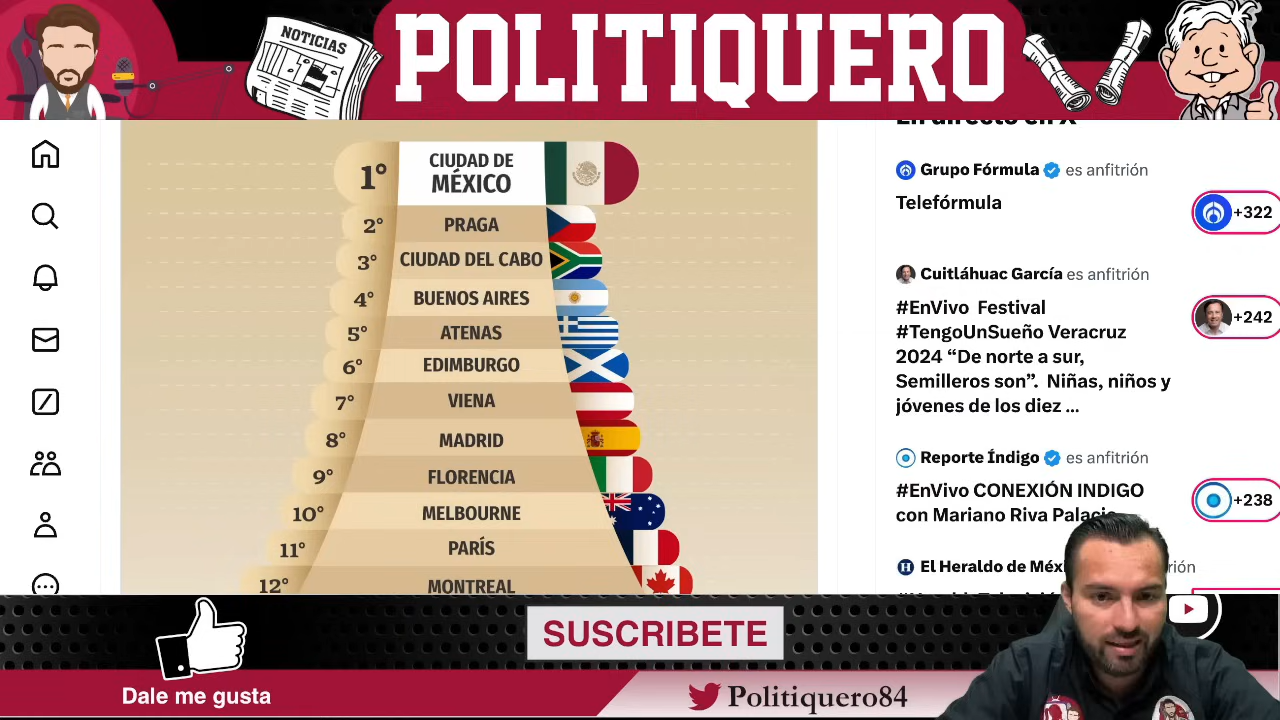 NOTICIAS
POLITIQUERO
1° CIUDAD DE MÉXICO
2° PRAGA
3° CIUDAD DEL CABO
4° BUENOS AIRES
5° ATENAS
6° EDIMBURGO
7° VIENA
8° MADRID
9° FLORENCIA
10° MELBOURNE
11° PARÍS
12° MONTREAL
En directo en X
Grupo Fórmula es anfitrión
Telefórmula
+322
Cuitláhuac García es anfitrión
#EnVivo Festival
#TengoUnSueño Veracruz
2024 “De norte a sur,
Semilleros son”. Niñas, niños y
jóvenes de los diez ...
+242
Reporte Índigo es anfitrión
#EnVivo CONEXIÓN INDIGO
con Mariano Riva Palacio
+238
El Heraldo de Méxi
SUSCRIBETE
Dale me gusta
Politiquero84